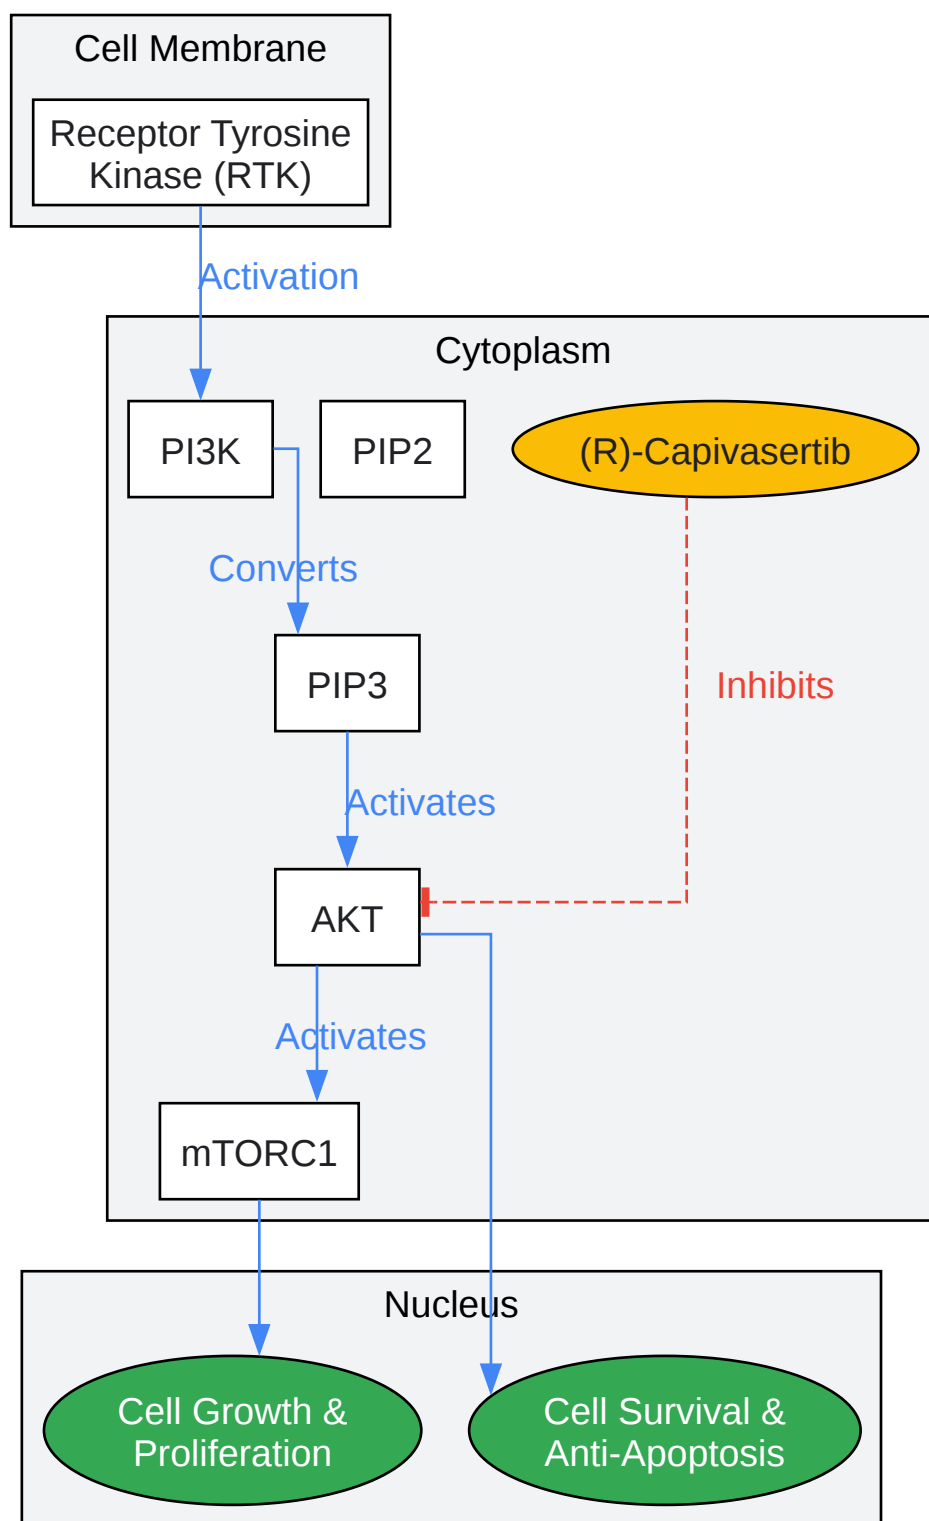 Cell Membrane
Receptor Tyrosine
Kinase (RTK)
Activation
Cytoplasm
PI3K
PIP2
(R)-Capivasertib
Converts
PIP3
Inhibits
Activates
AKT
Activates
mTORC1
Nucleus
Cell Growth &
Proliferation
Cell Survival &
Anti-Apoptosis